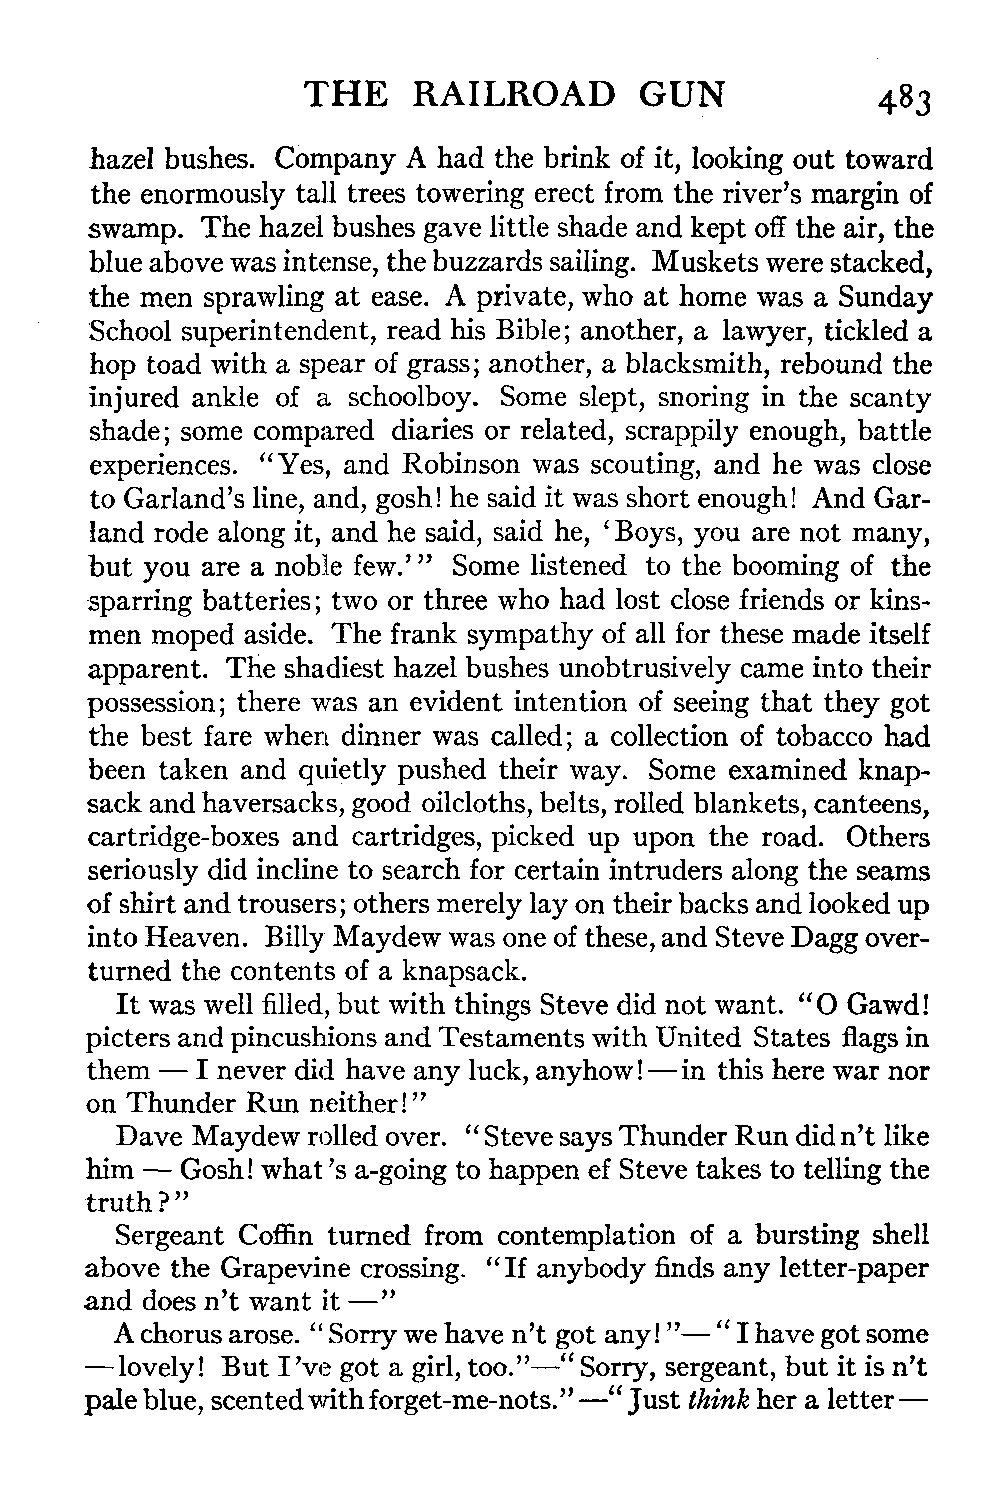 THE RAILROAD GUN 483
hazel bushes. Company A had the brink of it, looking out toward
the enormously tall trees towering erect from the river's margin of
swamp. The hazel bushes gave little shade and kept off the air, the
blue above was intense, the buzzards sailing. Muskets were stacked,
the men sprawling at ease. A private, who at home was a Sunday
School superintendent, read his Bible; another, a lawyer, tickled a
hop toad with a spear of grass; another, a blacksmith, rebound the
injured ankle of a schoolboy. Some slept, snoring in the scanty
shade; some compared diaries or related, scrappily enough, battle
experiences. "Yes, and Robinson was scouting, and he was close
to Garland's line, and, gosh! he said it was short enough! And Gar-
land rode along it, and he said, said he, 'Boys, you are not many,
but you are a noble few.'" Some listened to the booming of the
sparring batteries; two or three who had lost close friends or kins-
men moped aside. The frank sympathy of all for these made itself
apparent. The shadiest hazel bushes unobtrusively came into their
possession; there was an evident intention of seeing that they got
the best fare when dinner was called; a collection of tobacco had
been taken and quietly pushed their way. Some examined knap-
sack and haversacks, good oilcloths, belts, rolled blankets, canteens,
cartridge-boxes and cartridges, picked up upon the road. Others
seriously did incline to search for certain intruders along the seams
of shirt and trousers; others merely lay on their backs and looked up
into Heaven. Billy Maydew was one of these, and Steve Dagg over-
turned the contents of a knapsack.
It was well filled, but with things Steve did not want. "O Gawd!
picters and pincushions and Testaments with United States flags in
them — I never did have any luck, anyhow! — in this here war nor
on Thunder Run neither!"
Dave Maydew rolled over. "Steve says Thunder Run did n't like
him — Gosh! what 's a-going to happen ef Steve takes to telling the
truth?"
Sergeant Coffin turned from contemplation of a bursting shell
above the Grapevine crossing. "If anybody finds any letter-paper
and does n't want it —"
A chorus arose. "Sorry we have n't got any!"— "I have got some
— lovely! But I 've got a girl, too."—"Sorry, sergeant, but it is n't
pale blue, scented with forget-me-nots." —"Just think her a letter —